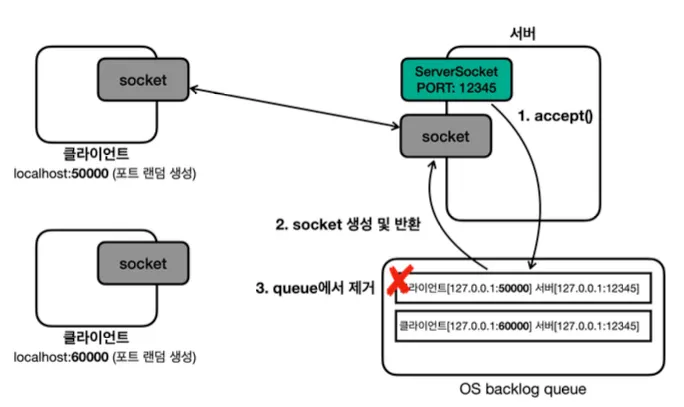 서버
socket
ServerSocket
PORT: 12345
1. accept()
socket
클라이언트
localhost:50000 (포트 랜덤 생성)
2. socket 생성 및 반환
socket
3. queue에서 제거
라이언트[127.0.0.1:50000] 서버[127.0.0.1:12345]
클라이언트[127.0.0.1:60000] 서버[127.0.0.1:12345]
클라이언트
localhost:60000 (포트 랜덤 생성)
OS backlog queue